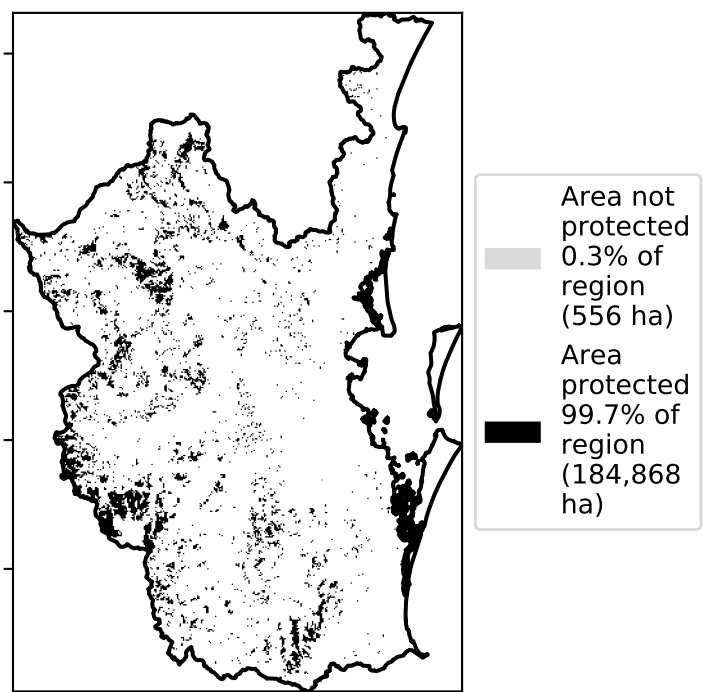 Area not
protected
0.3% of
region
(556 ha)
Area
protected
99.7% of
region
(184,868
ha)